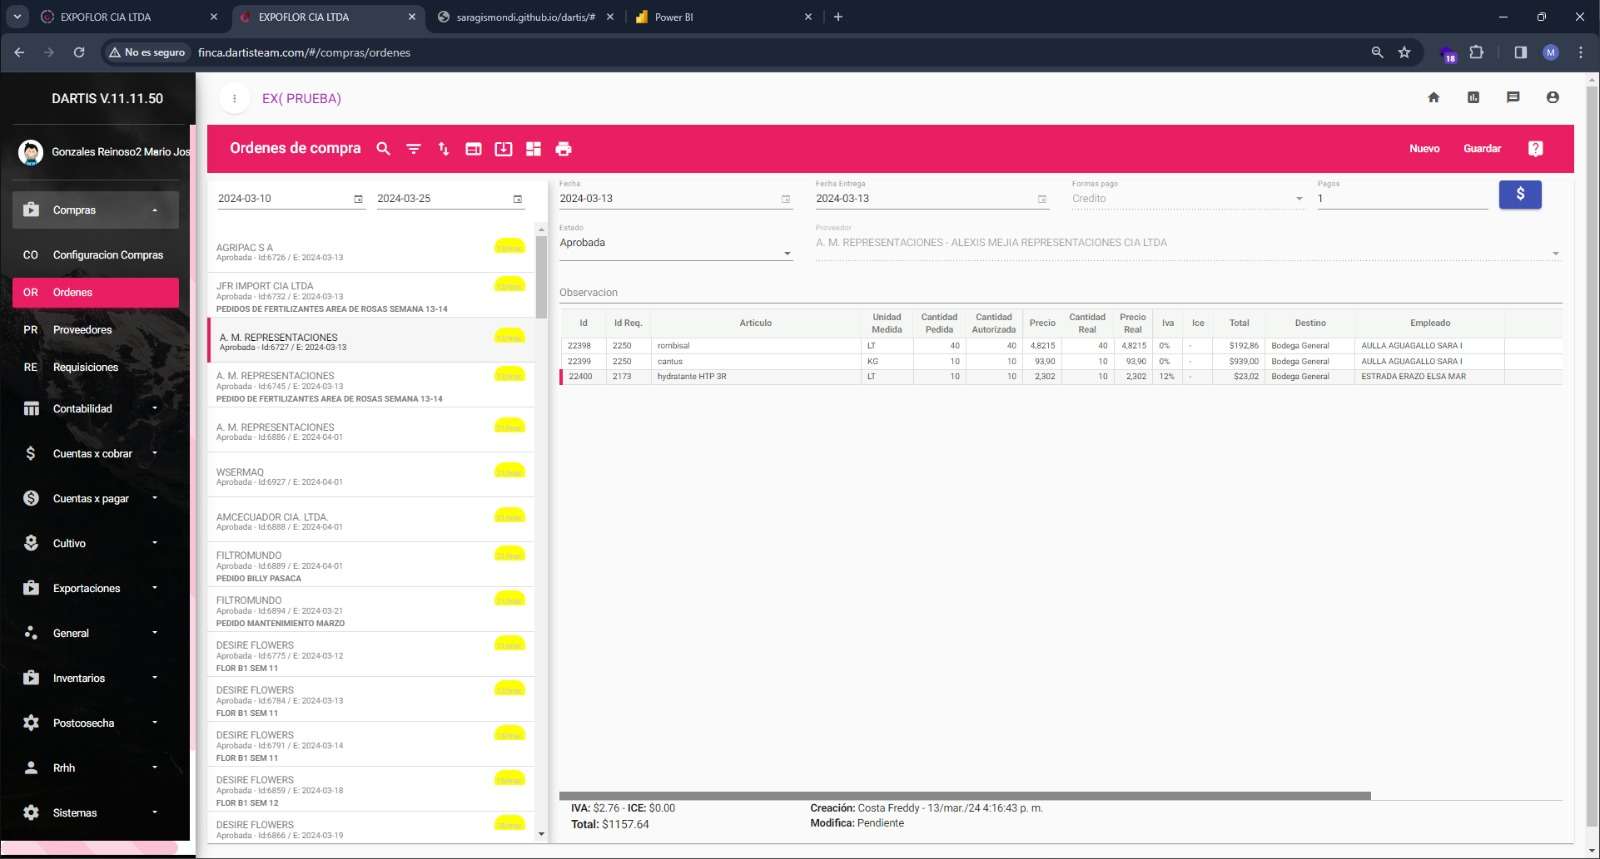 EXPOFLOR CIA LTDA
EXPOFLOR CIA LTDA
saragismondi.github.io/dartis/#
Power BI
No es seguro
finca.dartisteam.com/#/compras/ordenes
18
M
DARTIS V.11.11.50
EX( PRUEBA)
Gonzales Reinoso2 Mario Jos
Ordenes de compra
Nuevo
Guardar
Compras
CO Configuracion Compras
OR Ordenes
PR Proveedores
RE Requisiciones
Contabilidad
Cuentas x cobrar
Cuentas x pagar
Cultivo
Exportaciones
General
Inventarios
Postcosecha
Rrhh
Sistemas
2024-03-10 2024-03-25
AGRIPAC S A
Aprobada - Id:6726 / E: 2024-03-13
JFR IMPORT CIA LTDA
Aprobada - Id:6732 / E: 2024-03-13
PEDIDOS DE FERTILIZANTES AREA DE ROSAS SEMANA 13-14
A. M. REPRESENTACIONES
Aprobada - Id:6727 / E: 2024-03-13
A. M. REPRESENTACIONES
Aprobada - Id:6745 / E: 2024-03-13
PEDIDO DE FERTILIZANTES AREA DE ROSAS SEMANA 13-14
A. M. REPRESENTACIONES
Aprobada - Id:6886 / E: 2024-04-01
WSERMAQ
Aprobada - Id:6927 / E: 2024-04-01
AMCECUADOR CIA. LTDA.
Aprobada - Id:6888 / E: 2024-04-01
FILTROMUNDO
Aprobada - Id:6889 / E: 2024-04-01
PEDIDO BILLY PASACA
FILTROMUNDO
Aprobada - Id:6894 / E: 2024-03-21
PEDIDO MANTENIMIENTO MARZO
DESIRE FLOWERS
Aprobada - Id:6775 / E: 2024-03-12
FLOR B1 SEM 11
DESIRE FLOWERS
Aprobada - Id:6784 / E: 2024-03-13
FLOR B1 SEM 11
DESIRE FLOWERS
Aprobada - Id:6791 / E: 2024-03-14
FLOR B1 SEM 11
DESIRE FLOWERS
Aprobada - Id:6859 / E: 2024-03-18
FLOR B1 SEM 12
DESIRE FLOWERS
Aprobada - Id:6866 / E: 2024-03-19
Fecha Fecha Entrega Formas pago Pagos
2024-03-13 2024-03-13 Credito 1 $
Estado Proveedor
Aprobada A. M. REPRESENTACIONES - ALEXIS MEJIA REPRESENTACIONES CIA LTDA
Observacion
Id Id Req. Articulo Unidad Medida Cantidad Pedida Cantidad Autorizada Precio Cantidad Real Precio Real Iva Ice Total Destino Empleado
22398 2250 rombisal LT 40 40 4,8215 40 4,8215 0% - $192,86 Bodega General AULLA AGUAGALLO SARA I
22399 2250 cantus KG 10 10 93,90 10 93,90 0% - $939,00 Bodega General AULLA AGUAGALLO SARA I
22400 2173 hydratante HTP 3R LT 10 10 2,302 10 2,302 12% - $23,02 Bodega General ESTRADA ERAZO ELSA MAR
IVA: $2.76 - ICE: $0.00 Creación: Costa Freddy - 13/mar./24 4:16:43 p. m.
Total: $1157.64 Modifica: Pendiente